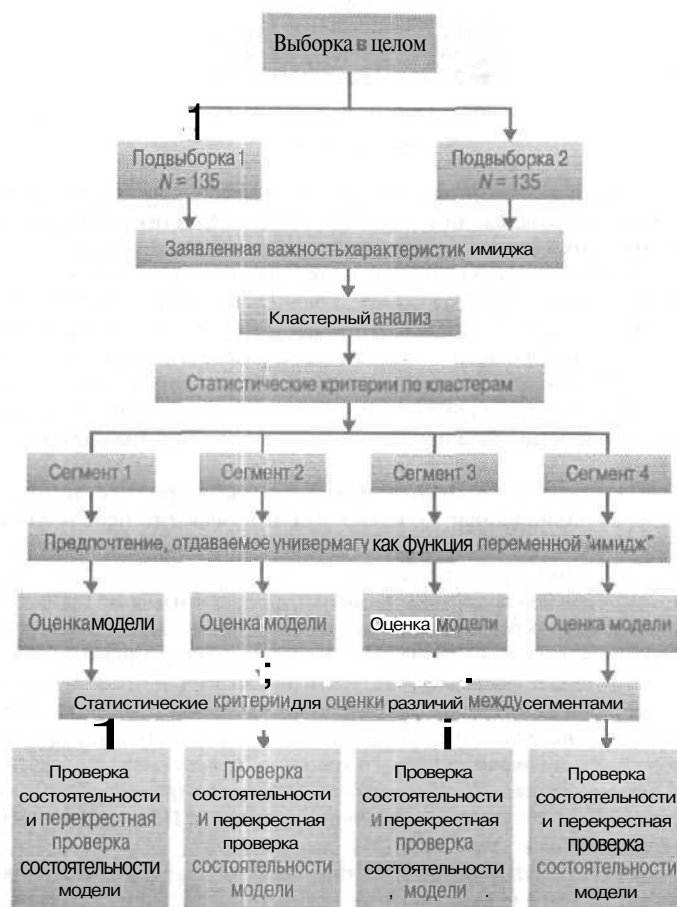 Выборка в целом
1
Подвыборка 1
N = 135
Подвыборка 2
N = 135
Заявленная важностьхарактеристик имиджа
Кластерный анализ
Статистические критерии по кластерам
Сегмент 1
Сегмент 2
Сегмент 3
Сегмент 4
Предпочтение, отдаваемое универмагу как функция переменной "имидж"
Оценка модели
Оценка модели
Оценка модели
Оценка модели
; .
Статистические критерии для оценки различий между сегментами
1 i
Проверка
состоятельности
и перекрестная
проверка
состоятельности
модели
Проверка
состоятельности
и перекрестная
проверка
состоятельности
модели
Проверка
состоятельности
и перекрестная
проверка
состоятельности
, модели .
Проверка
состоятельности
и перекрестная
проверка
состоятельности
модели